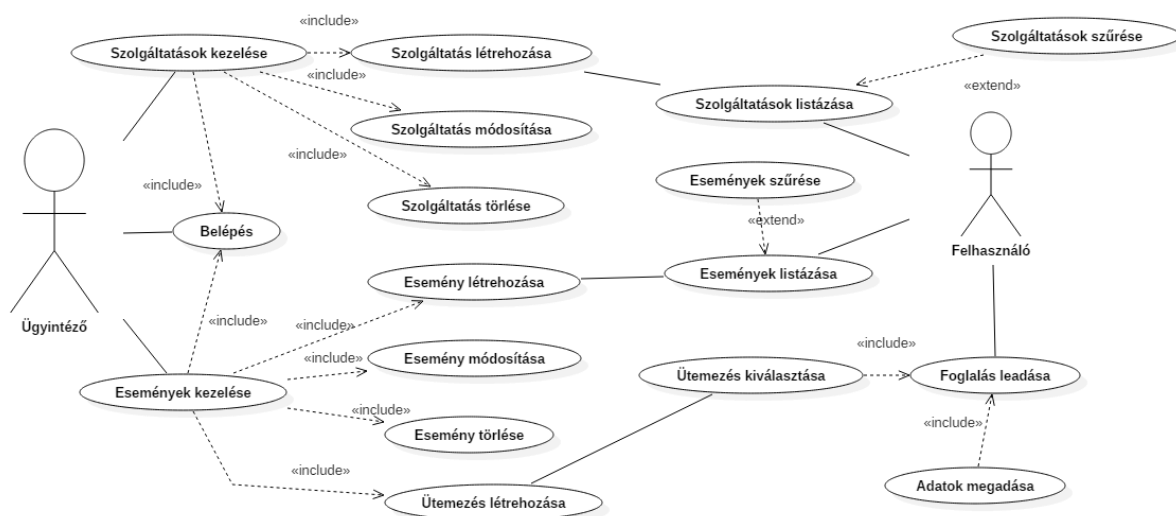 «include»
Szolgáltatások kezelése
Szolgáltatás létrehozása
Szolgáltatások szűrése
«include»
«extend»
Szolgáltatások listázása
Szolgáltatás módosítása
«include»
«include»
Események szűrése
Szolgáltatás törlése
«extend»
Belépés
Felhasználó
Események listázása
Esemény létrehozása
Ügyintéző
«include»
«include»
«include»
Esemény módosítása
«include»
Ütemezés kiválasztása
Foglalás leadása
Események kezelése
«include»
«include»
Esemény törlése
«include»
Adatok megadása
Ütemezés létrehozása